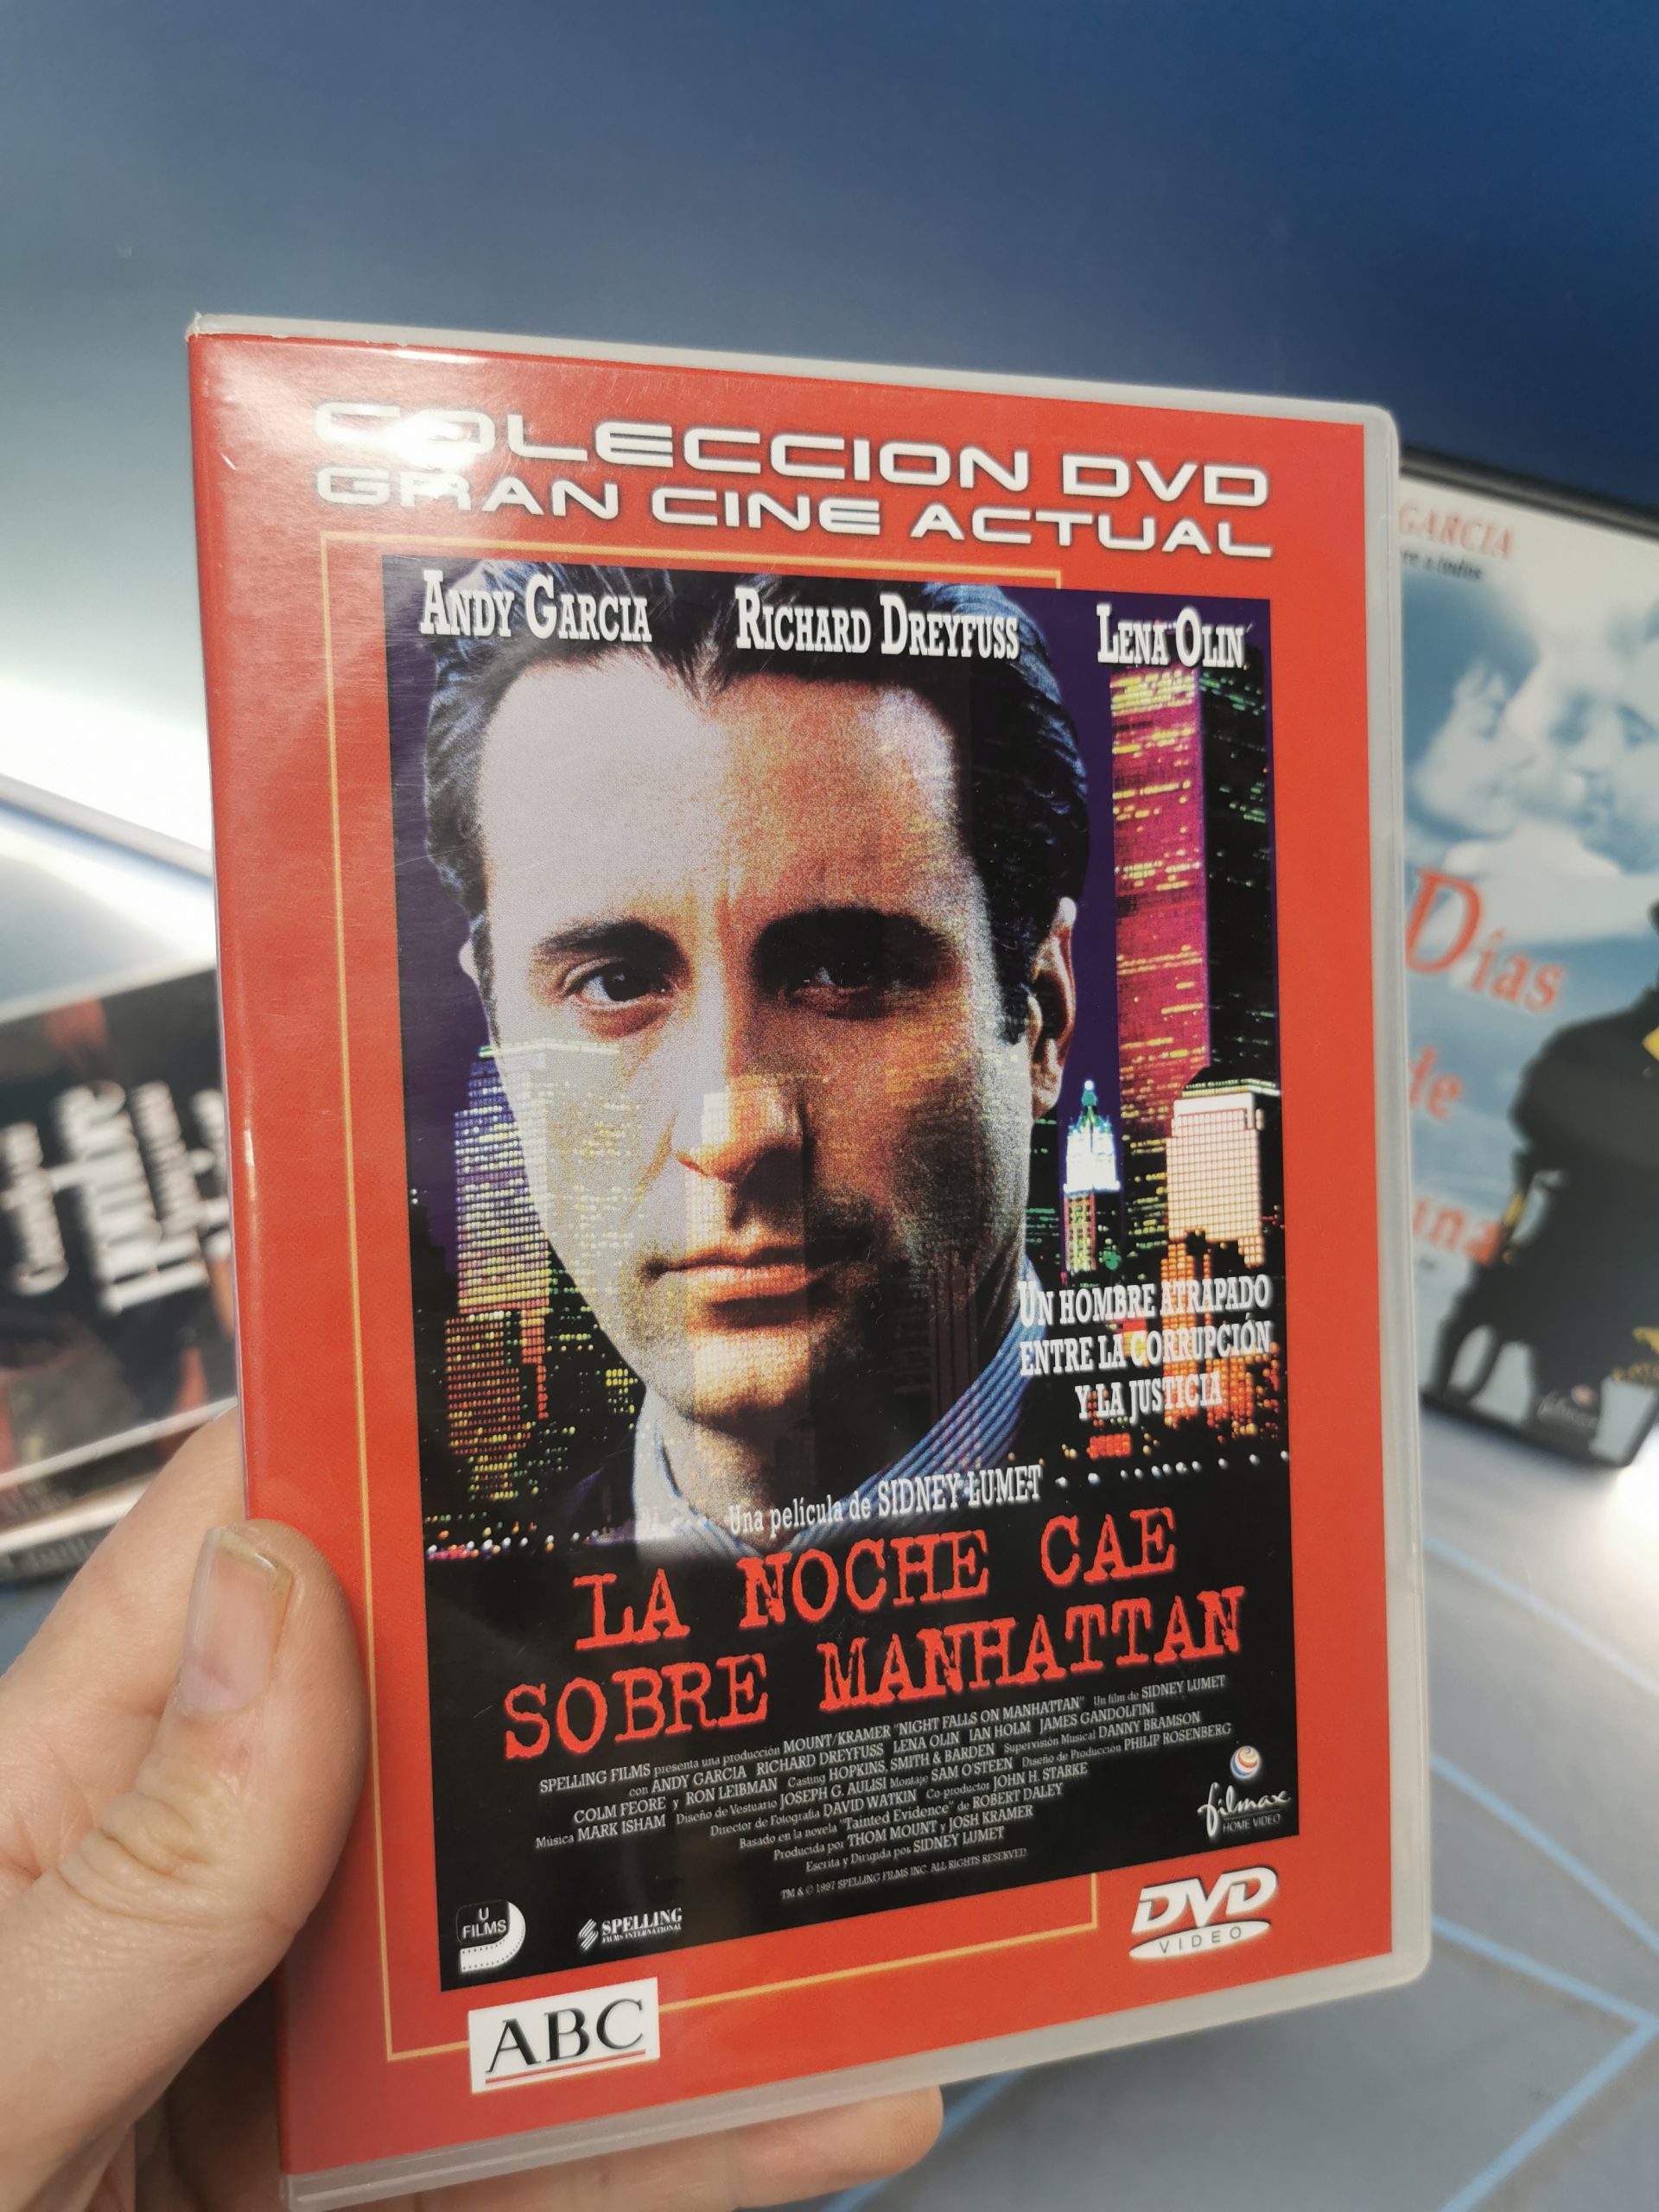 COLECCION DVD
GRAN CINE ACTUAL
ANDY GARCIA RICHARD DREYFUSS LENA OLIN
UN HOMBRE ATRAPADO
ENTRE LA CORRUPCIÓN
Y LA JUSTICIA
Una película de SIDNEY LUMET
LA NOCHE CAE
SOBRE MANHATTAN
SPELLING FILMS presenta una producción MOUNT/KRAMER "NIGHT FALLS ON MANHATTAN" Un film de SIDNEY LUMET
con ANDY GARCIA RICHARD DREYFUSS LENA OLIN IAN HOLM JAMES GANDOLFINI
COLM FEORE y RON LEIBMAN Casting HOPKINS, SMITH & BARDEN Supervisión Musical DANNY BRAMSON
Música MARK ISHAM Diseño de Vestuario JOSEPH G. AULISI Montaje SAM O'STEEN Diseño de Producción PHILIP ROSENBERG
Director de Fotografía DAVID WATKIN Co-productor JOHN H. STARKE
Basado en la novela "Tainted Evidence" de ROBERT DALEY
Producida por THOM MOUNT y JOSH KRAMER
Escrita y Dirigida por SIDNEY LUMET
TM & © 1997 SPELLING FILMS INC. ALL RIGHTS RESERVED.
filmax
HOME VIDEO
U
FILMS
SPELLING
FILMS INTERNATIONAL
DVD
VIDEO
ABC
GARCIA
re a todos
Días
de
una